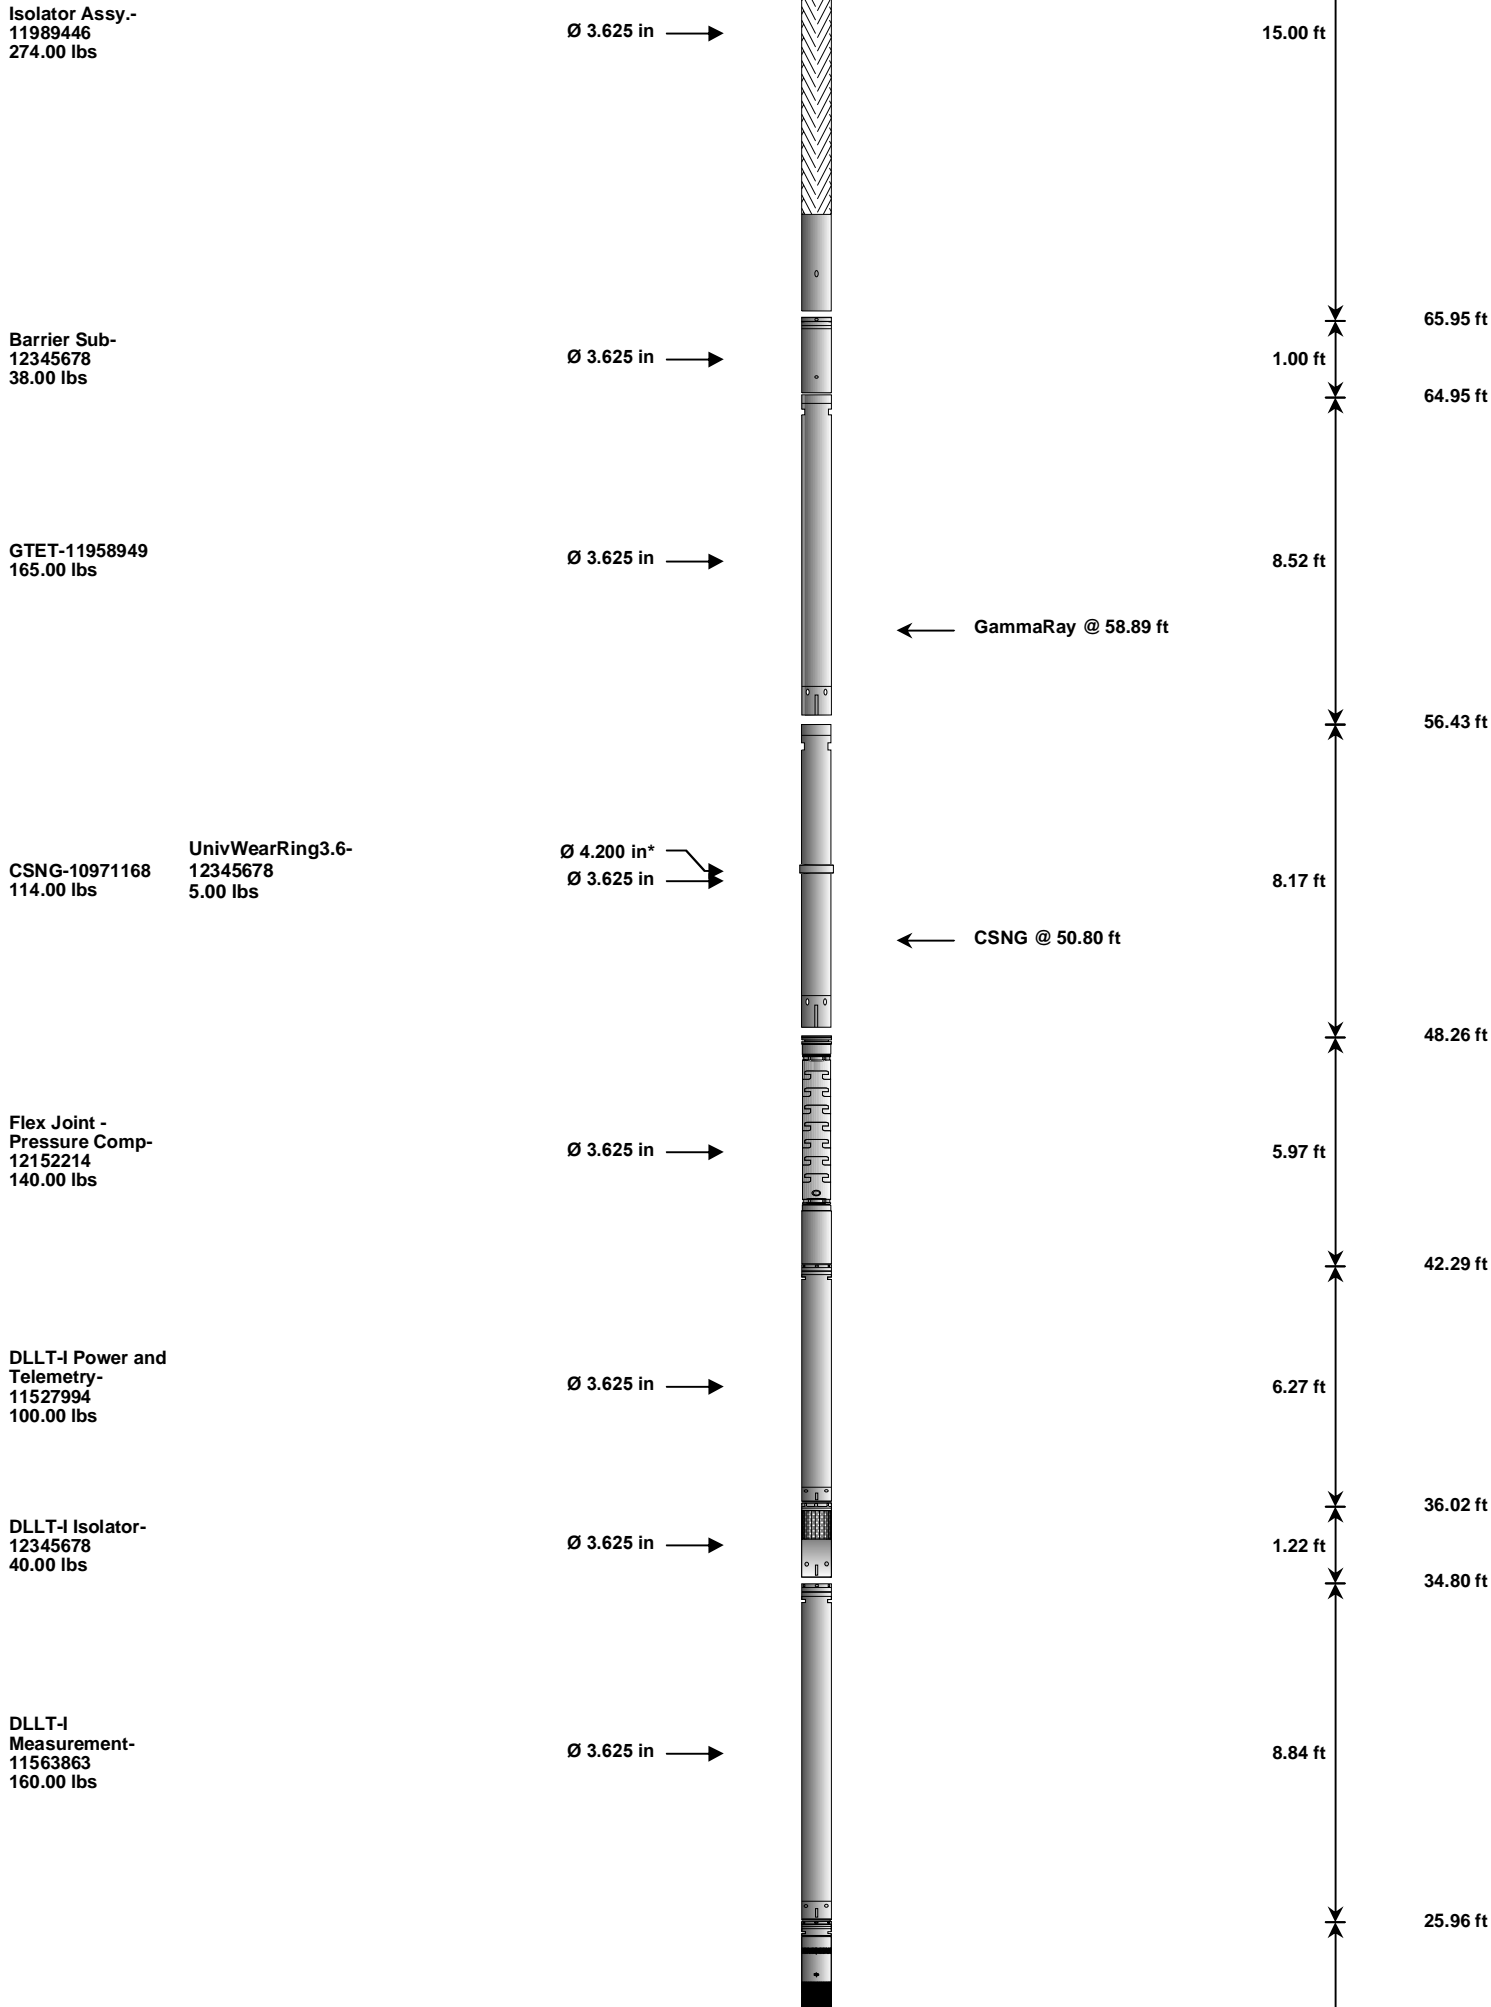 Isolator Assy.-
11989446
274.00 lbs
Ø 3.625 in
15.00 ft
65.95 ft
Barrier Sub-
12345678
38.00 lbs
Ø 3.625 in
1.00 ft
64.95 ft
GTET-11958949
165.00 lbs
Ø 3.625 in
8.52 ft
GammaRay @ 58.89 ft
56.43 ft
CSNG-10971168
114.00 lbs
UnivWearRing3.6-
12345678
5.00 lbs
Ø 4.200 in*
Ø 3.625 in
8.17 ft
CSNG @ 50.80 ft
48.26 ft
Flex Joint -
Pressure Comp-
12152214
140.00 lbs
Ø 3.625 in
5.97 ft
42.29 ft
DLLT-I Power and
Telemetry-
11527994
100.00 lbs
Ø 3.625 in
6.27 ft
36.02 ft
DLLT-I Isolator-
12345678
40.00 lbs
Ø 3.625 in
1.22 ft
34.80 ft
DLLT-I
Measurement-
11563863
160.00 lbs
Ø 3.625 in
8.84 ft
25.96 ft